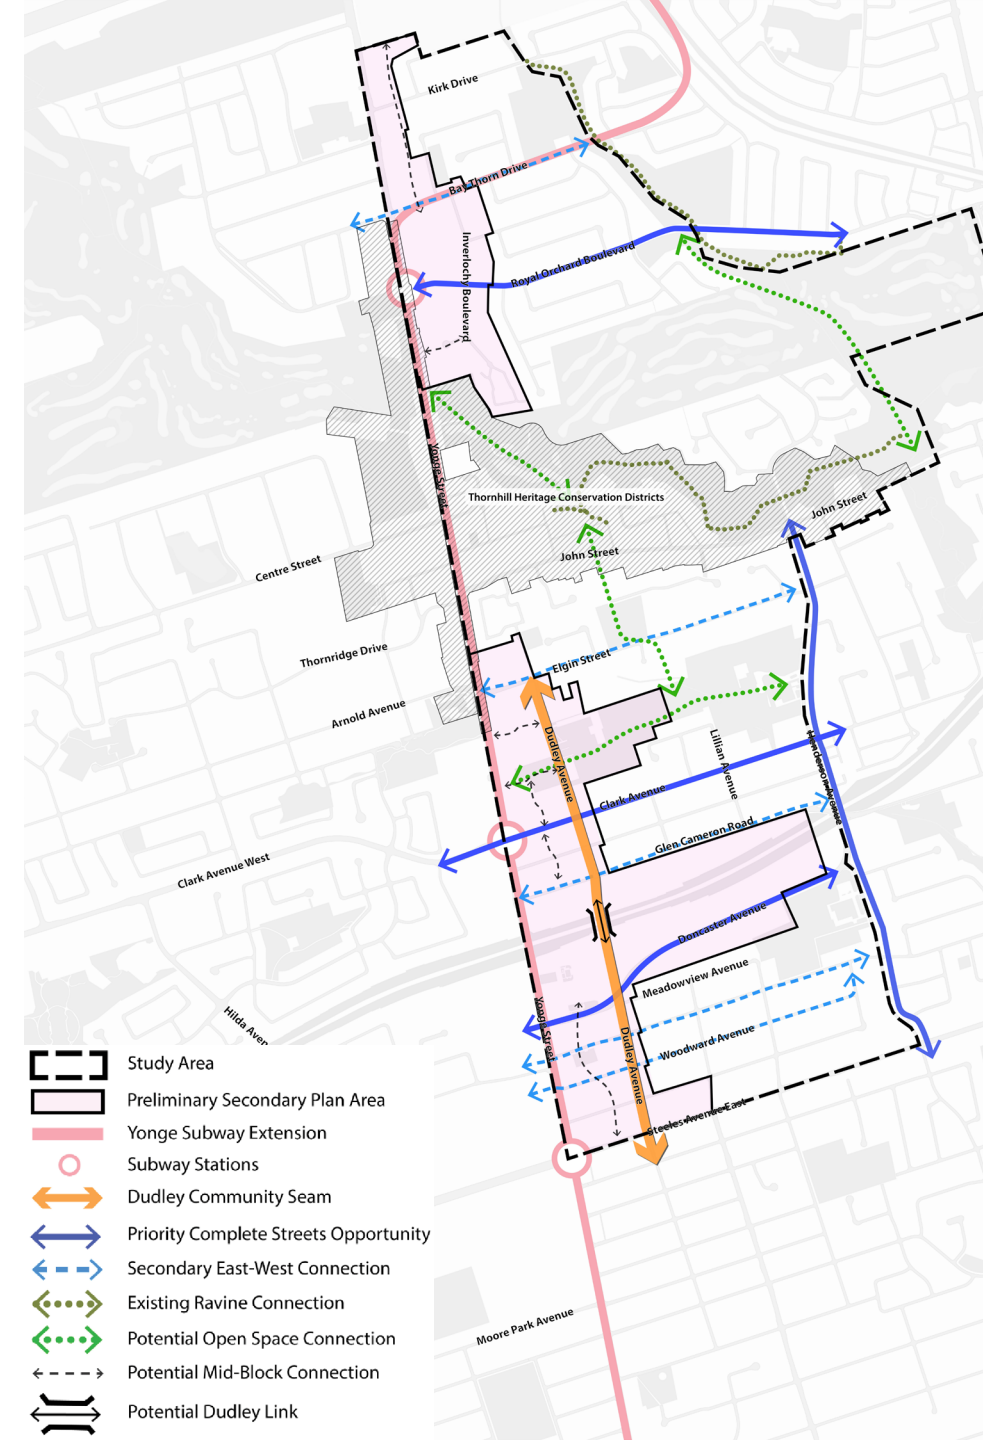 Kirk Drive
Bay Thorn Drive
Inverlochy Boulevard
Royal Orchard Boulevard
Yonge Street
Thornhill Heritage Conservation Districts
John Street
John Street
Centre Street
Thornridge Drive
Elgin Street
Arnold Avenue
Dudley Avenue
Lillian Avenue
Henderson Avenue
Clark Avenue
Glen Cameron Road
Clark Avenue West
Doncaster Avenue
Meadowview Avenue
Yonge Street
Woodward Avenue
Dudley Avenue
Hilda Aven
Steeles Avenue East
Study Area
Preliminary Secondary Plan Area
Yonge Subway Extension
Subway Stations
Dudley Community Seam
Priority Complete Streets Opportunity
Secondary East-West Connection
Existing Ravine Connection
Potential Open Space Connection
Potential Mid-Block Connection
Potential Dudley Link
Moore Park Avenue